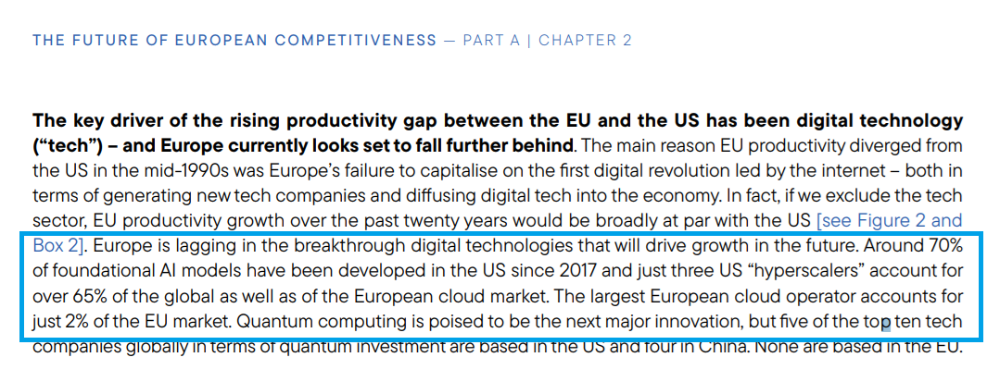 THE FUTURE OF EUROPEAN COMPETITIVENESS — PART A | CHAPTER 2
The key driver of the rising productivity gap between the EU and the US has been digital technology
(“tech”) – and Europe currently looks set to fall further behind. The main reason EU productivity diverged from
the US in the mid-1990s was Europe’s failure to capitalise on the first digital revolution led by the internet – both in
terms of generating new tech companies and diffusing digital tech into the economy. In fact, if we exclude the tech
sector, EU productivity growth over the past twenty years would be broadly at par with the US [see Figure 2 and
Box 2]. Europe is lagging in the breakthrough digital technologies that will drive growth in the future. Around 70%
of foundational AI models have been developed in the US since 2017 and just three US “hyperscalers” account for
over 65% of the global as well as of the European cloud market. The largest European cloud operator accounts for
just 2% of the EU market. Quantum computing is poised to be the next major innovation, but five of the top ten tech
companies globally in terms of quantum investment are based in the US and four in China. None are based in the EU.